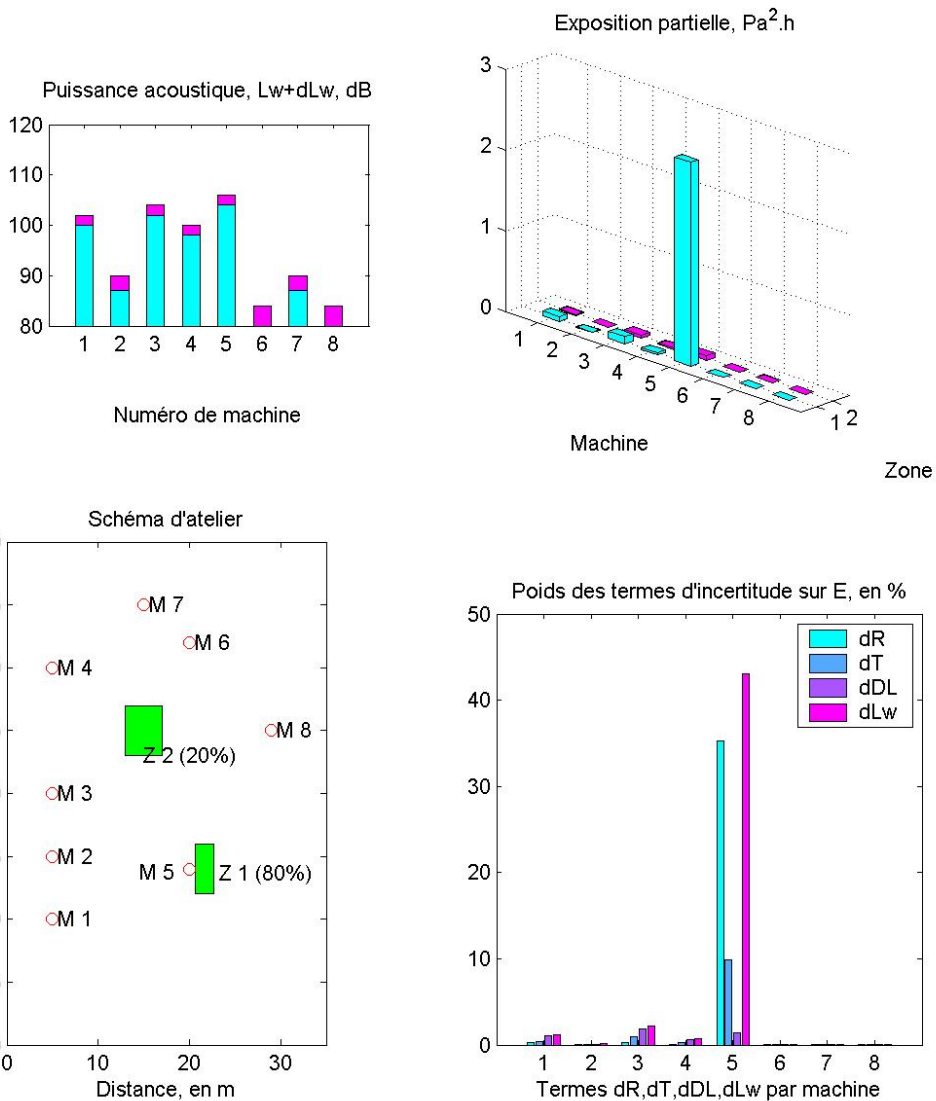 Exposition partielle, Pa².h
3
2
1
0
1
2
3
4
5
6
7
8
1
2
Machine
Zone
Puissance acoustique, Lw+dLw, dB
120
110
100
90
80
1 2 3 4 5 6 7 8
Numéro de machine
Schéma d'atelier
M 7
M 6
M 4
M 8
Z 2 (20%)
M 3
M 2
M 5
Z 1 (80%)
M 1
0 10 20 30
Distance, en m
Poids des termes d'incertitude sur E, en %
50
40
30
20
10
0
dR
dT
dDL
dLw
1 2 3 4 5 6 7 8
Termes dR,dT,dDL,dLw par machine